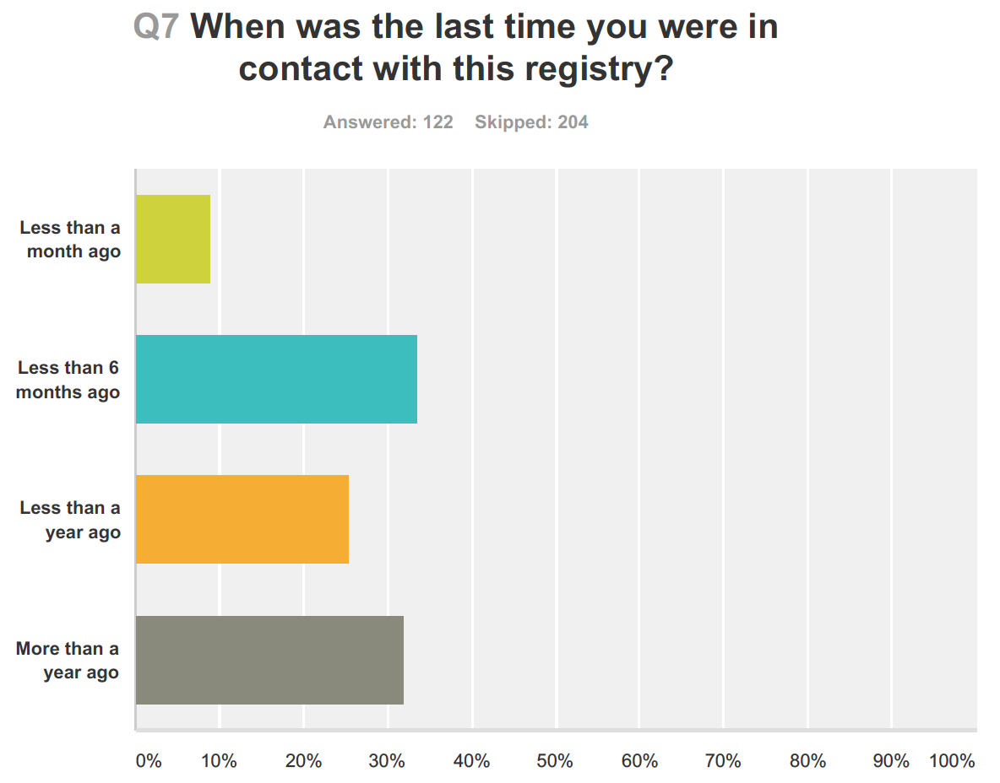 Q7 When was the last time you were in
contact with this registry?
Answered: 122 Skipped: 204
Less than a
month ago
Less than 6
months ago
Less than a
year ago
More than a
year ago
0% 10% 20% 30% 40% 50% 60% 70% 80% 90% 100%